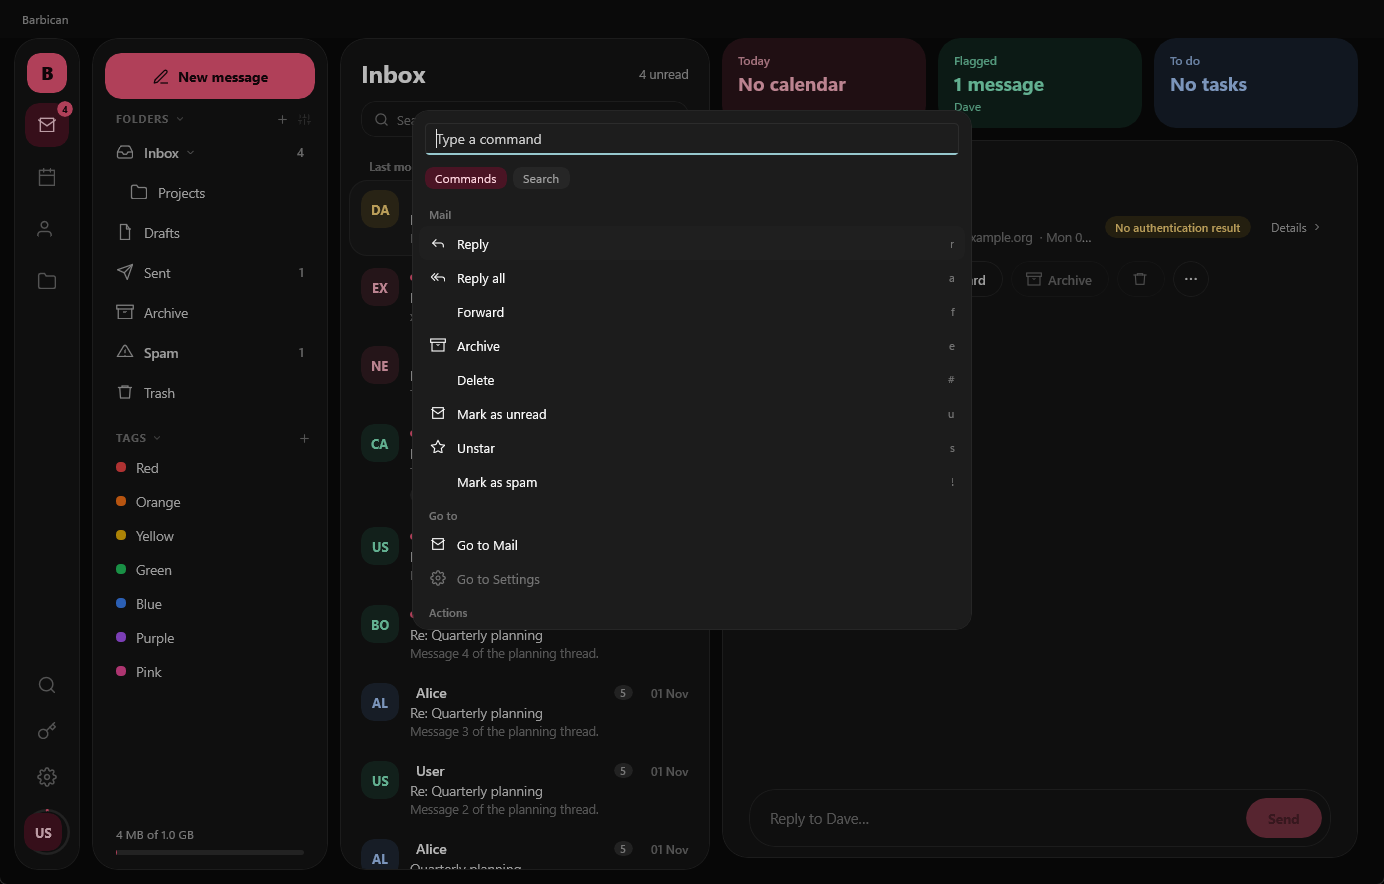 Barbican
B
4
New message
FOLDERS
Inbox 4
Projects
Drafts
Sent 1
Archive
Spam 1
Trash
TAGS
Red
Orange
Yellow
Green
Blue
Purple
Pink
US
4 MB of 1.0 GB
Inbox
4 unread
Sea
Last mo
DA
EX
NE
CA
US
BO
Re: Quarterly planning
Message 4 of the planning thread.
AL
Alice 5 01 Nov
Re: Quarterly planning
Message 3 of the planning thread.
US
User 5 01 Nov
Re: Quarterly planning
Message 2 of the planning thread.
AL
Alice 5 01 Nov
Quarterly planning
Today
No calendar
Flagged
1 message
Dave
To do
No tasks
Type a command
Commands Search
Mail
Reply r
Reply all a
Forward f
Archive e
Delete #
Mark as unread u
Unstar s
Mark as spam !
Go to
Go to Mail
Go to Settings
Actions
xample.org · Mon 0...
No authentication result
Details
rd
Archive
Reply to Dave...
Send